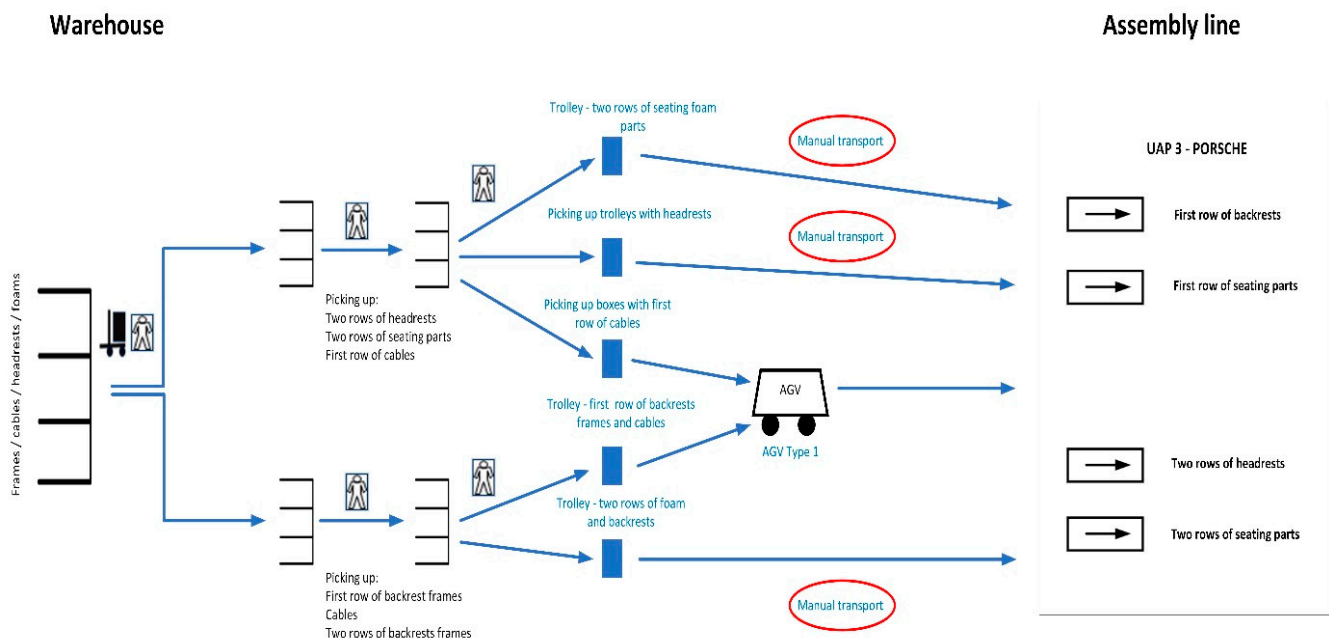 Warehouse
Assembly line
Trolley - two rows of seating foam
parts
Manual transport
UAP 3 - PORSCHE
Picking up trolleys with headrests
Manual transport
First row of backrests
First row of seating parts
Frames / cables / headrests / foams
Picking up:
Two rows of headrests
Two rows of seating parts
First row of cables
Picking up boxes with first
row of cables
AGV
AGV Type 1
Trolley - first row of backrests
frames and cables
Two rows of headrests
Trolley - two rows of foam
and backrests
Two rows of seating parts
Picking up:
First row of backrest frames
Cables
Two rows of backrests frames
Manual transport